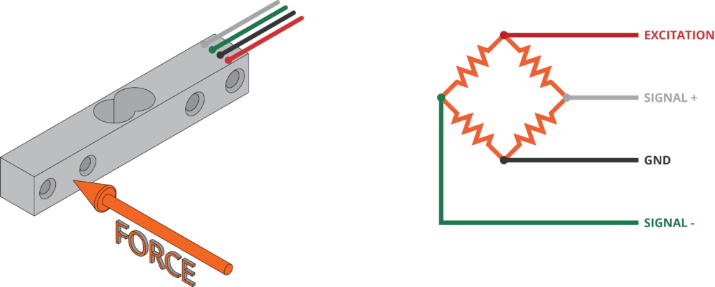 FORCE
EXCITATION
SIGNAL +
GND
SIGNAL -